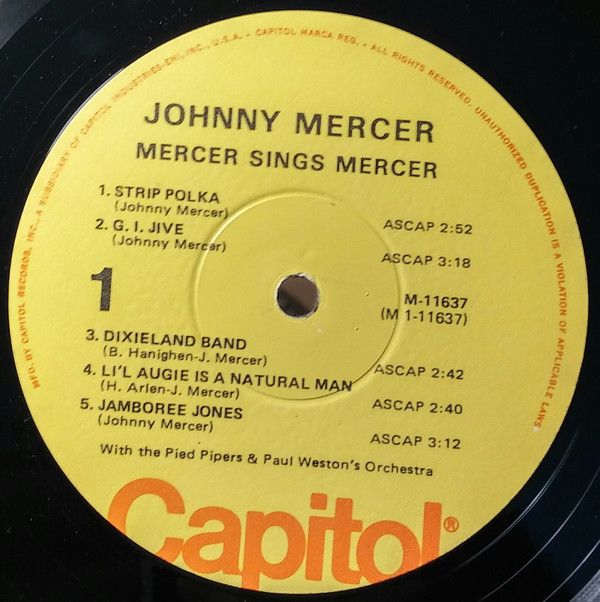 MFD. BY CAPITOL RECORDS, INC., A SUBSIDIARY OF CAPITOL INDUSTRIES-EMI, INC., U.S.A. - CAPITOL MARCA REG. - ALL RIGHTS RESERVED. UNAUTHORIZED DUPLICATION IS A VIOLATION OF APPLICABLE LAWS.
JOHNNY MERCER
MERCER SINGS MERCER
1. STRIP POLKA
(Johnny Mercer) ASCAP 2:52
2. G. I. JIVE
(Johnny Mercer) ASCAP 3:18
1
M-11637
(M 1-11637)
3. DIXIELAND BAND
(B. Hanighen-J. Mercer) ASCAP 2:42
4. LI'L AUGIE IS A NATURAL MAN
(H. Arlen-J. Mercer) ASCAP 2:40
5. JAMBOREE JONES
(Johnny Mercer) ASCAP 3:12
With the Pied Pipers & Paul Weston's Orchestra
Capitol®